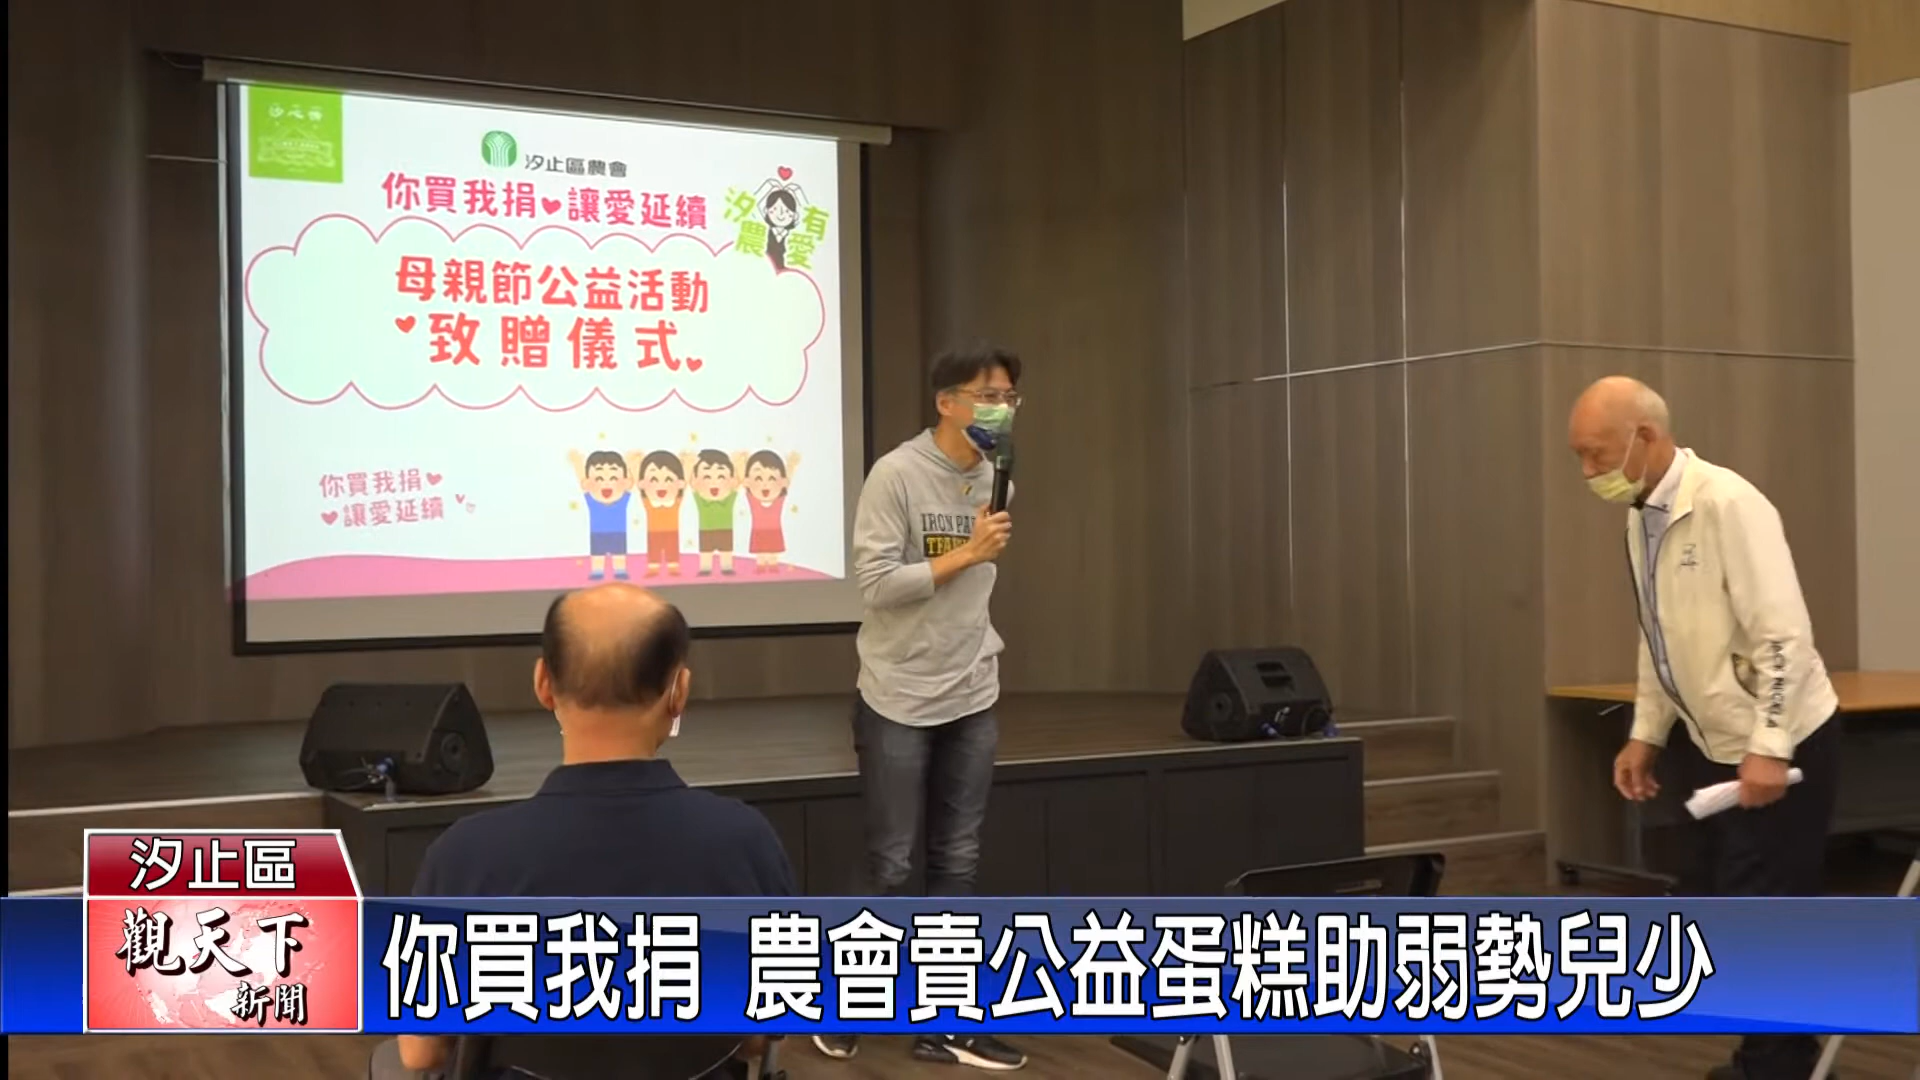 汐止區農會
你買我捐 讓愛延續
汐農有愛
母親節公益活動
致贈儀式
你買我捐
讓愛延續
IRON PA
汐止區
觀天下
新聞
你買我捐 農會賣公益蛋糕助弱勢兒少